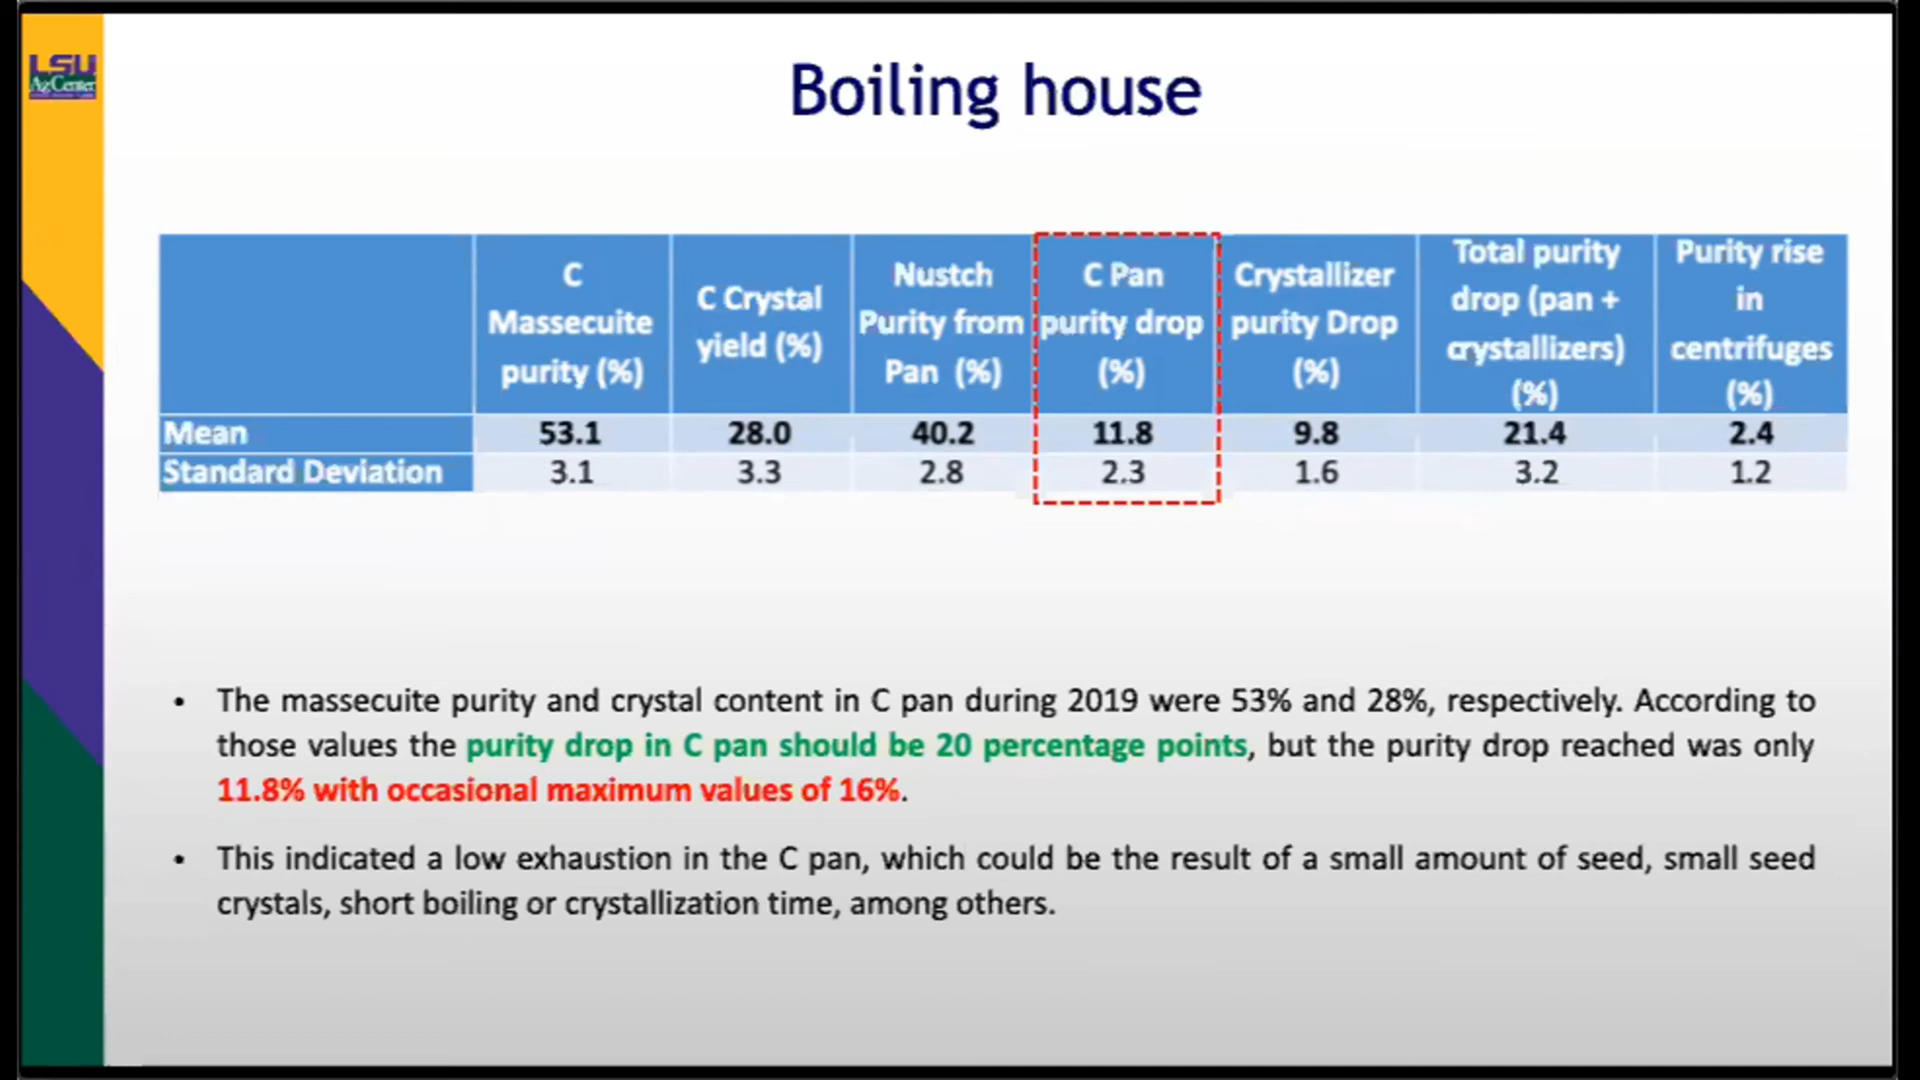 LSU
AgCenter
Boiling house
C Massecuite purity (%)
C Crystal yield (%)
Nustch Purity from Pan (%)
C Pan purity drop (%)
Crystallizer purity Drop (%)
Total purity drop (pan + crystallizers) (%)
Purity rise in centrifuges (%)
Mean 53.1 28.0 40.2 11.8 9.8 21.4 2.4
Standard Deviation 3.1 3.3 2.8 2.3 1.6 3.2 1.2
• The massecuite purity and crystal content in C pan during 2019 were 53% and 28%, respectively. According to
those values the purity drop in C pan should be 20 percentage points, but the purity drop reached was only
11.8% with occasional maximum values of 16%.
• This indicated a low exhaustion in the C pan, which could be the result of a small amount of seed, small seed
crystals, short boiling or crystallization time, among others.